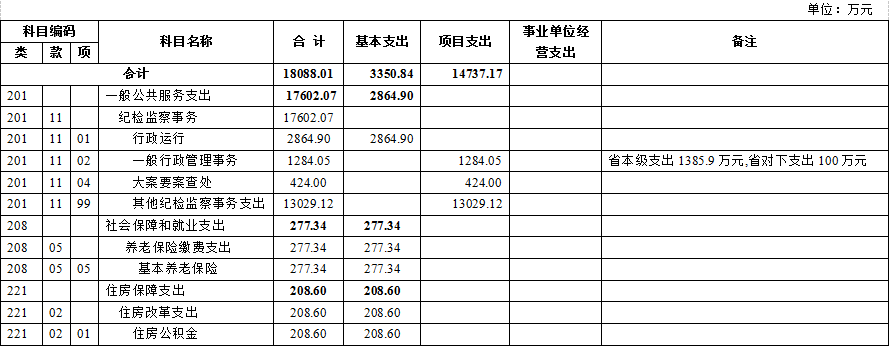 单位：万元
科目编码 科目名称 合 计 基本支出 项目支出 事业单位经营支出 备注
类 款 项
合计 18088.01 3350.84 14737.17
201 一般公共服务支出 17602.07 2864.90
201 11 纪检监察事务 17602.07
201 11 01 行政运行 2864.90 2864.90
201 11 02 一般行政管理事务 1284.05 1284.05 省本级支出 1385.9 万元,省对下支出 100 万元
201 11 04 大案要案查处 424.00 424.00
201 11 99 其他纪检监察事务支出 13029.12 13029.12
208 社会保障和就业支出 277.34 277.34
208 05 养老保险缴费支出 277.34 277.34
208 05 05 基本养老保险 277.34 277.34
221 住房保障支出 208.60 208.60
221 02 住房改革支出 208.60 208.60
221 02 01 住房公积金 208.60 208.60